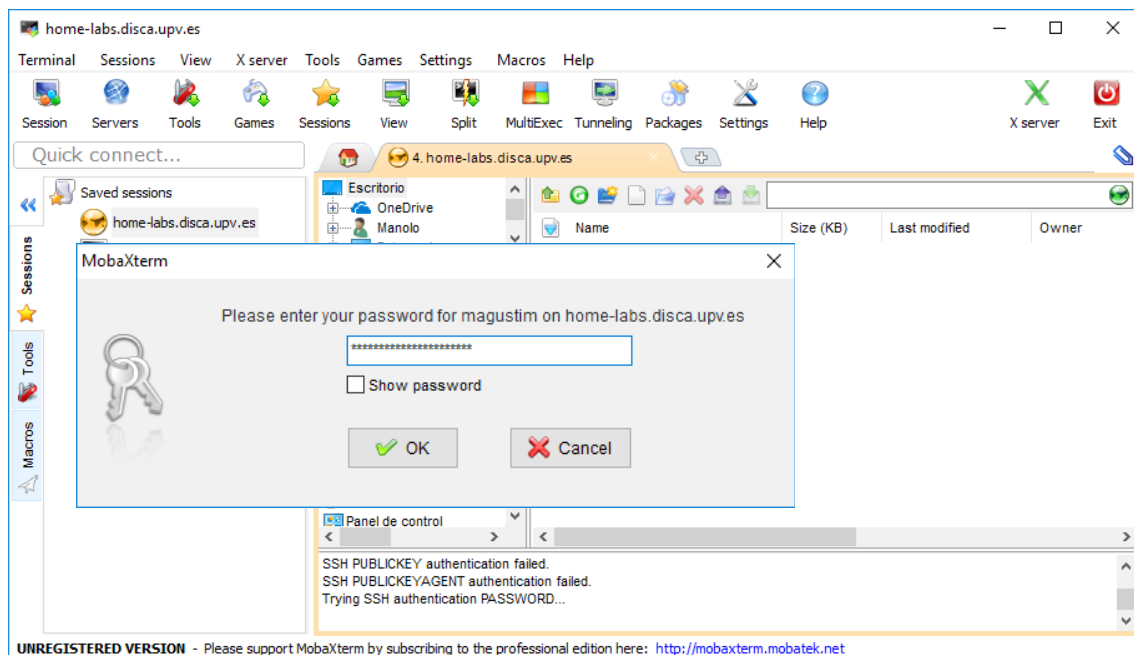 home-labs.disca.upv.es
Terminal Sessions View X server Tools Games Settings Macros Help
Session Servers Tools Games Sessions View Split MultiExec Tunneling Packages Settings Help X server Exit
Quick connect...
4. home-labs.disca.upv.es
Sessions
Tools
Macros
Saved sessions
home-labs.disca.upv.es
Escritorio
OneDrive
Manolo
Name Size (KB) Last modified Owner
MobaXterm
Please enter your password for magustim on home-labs.disca.upv.es
**********************
Show password
OK Cancel
Panel de control
SSH PUBLICKEY authentication failed.
SSH PUBLICKEYAGENT authentication failed.
Trying SSH authentication PASSWORD...
UNREGISTERED VERSION - Please support MobaXterm by subscribing to the professional edition here: http://mobaxterm.mobatek.net